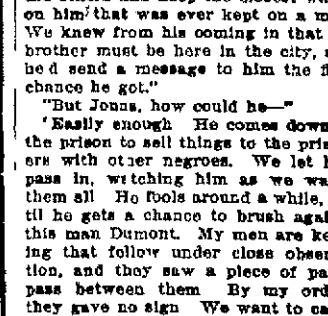 on him that was ever kept on a m
We knew from his coming in that
brother must be here in the city,
he'd send a message to him the f
chance he got."
"But Jonas, how could he—"
'Easily enough He comes down
the prison to sell things to the pris
ers with other negroes. We let h
pass in, watching him as we wa
them all He fools around a while,
til he gets a chance to brush agai
this man Dumont. My men are ke
ing that follow under close obser
tion, and they saw a piece of pa
pass between them By my ord
they gave no sign We want to ca